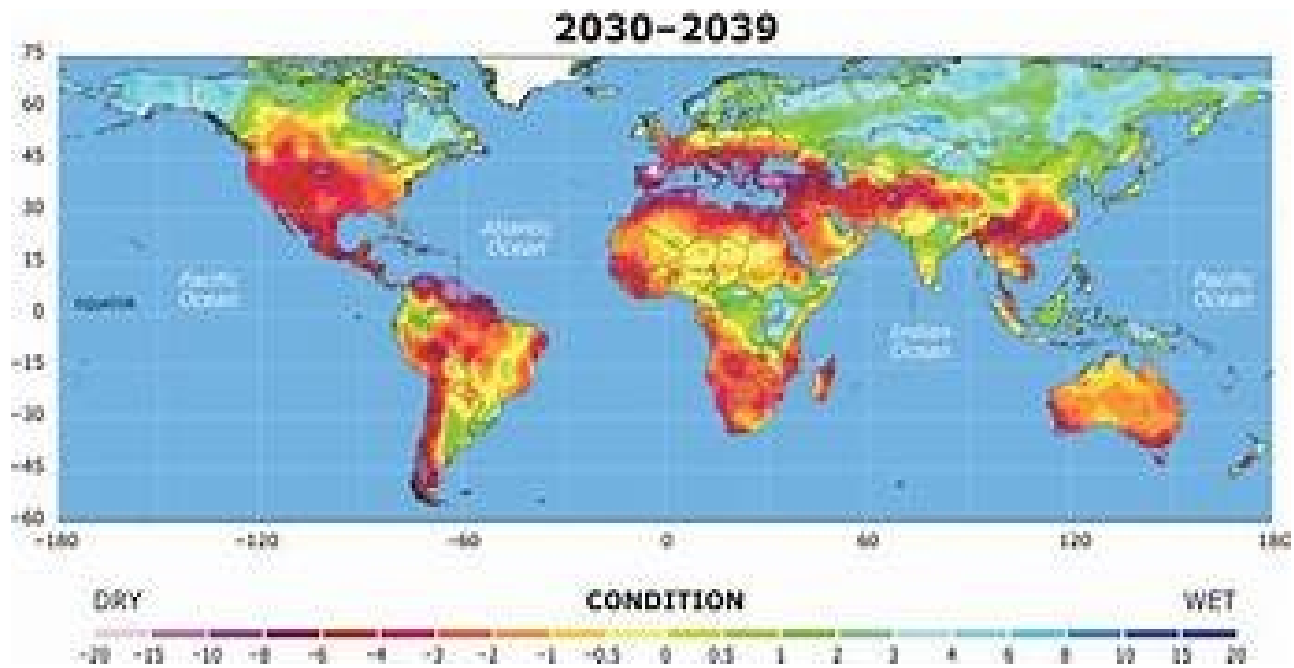 2030–2039
75
60
45
30
15
0
-15
-30
-45
-60
Atlantic
Ocean
Pacific
Ocean
equator
Indian
Ocean
Pacific
Ocean
-180 -120 -60 0 60 120 180
DRY CONDITION WET
-20 -15 -10 -8 -6 -4 -3 -2 -1 -0.5 0 0.5 1 2 3 4 6 8 10 15 20